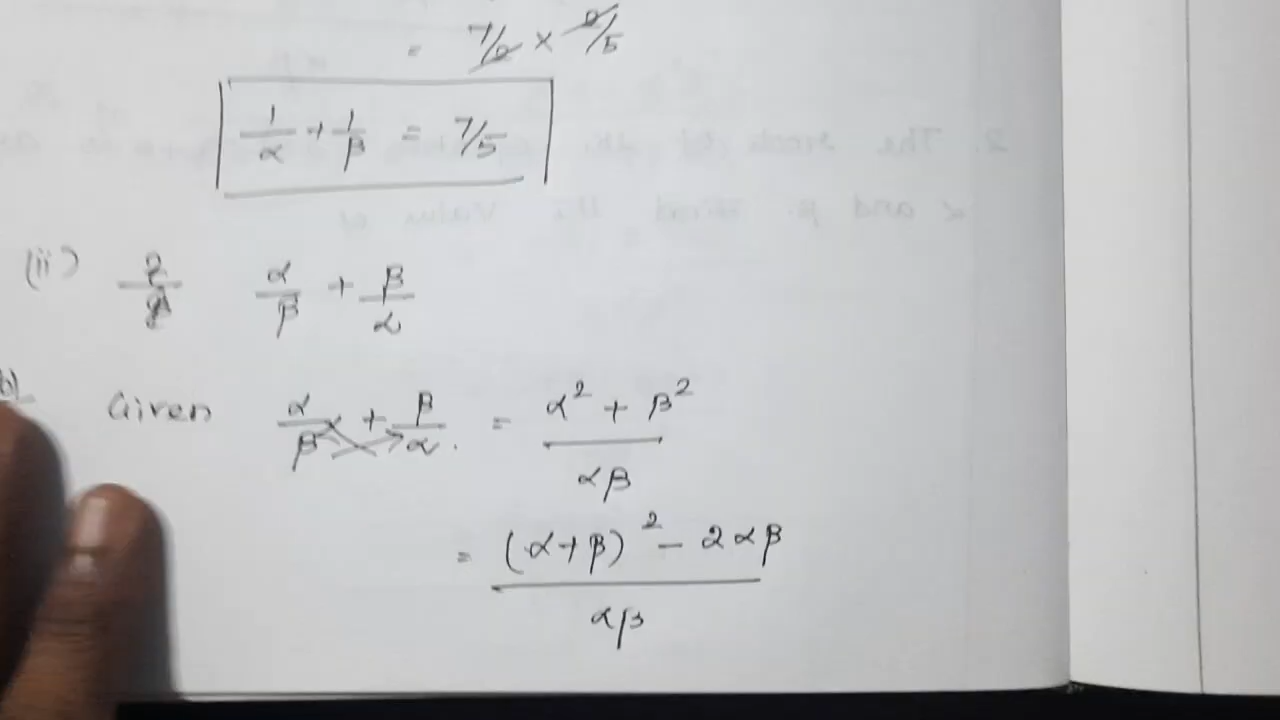 = 7/2 × 2/5
1/α + 1/β = 7/5
(ii) α/β + β/α
Given α/β + β/α = α² + β² / αβ
= (α+β)² - 2αβ / αβ